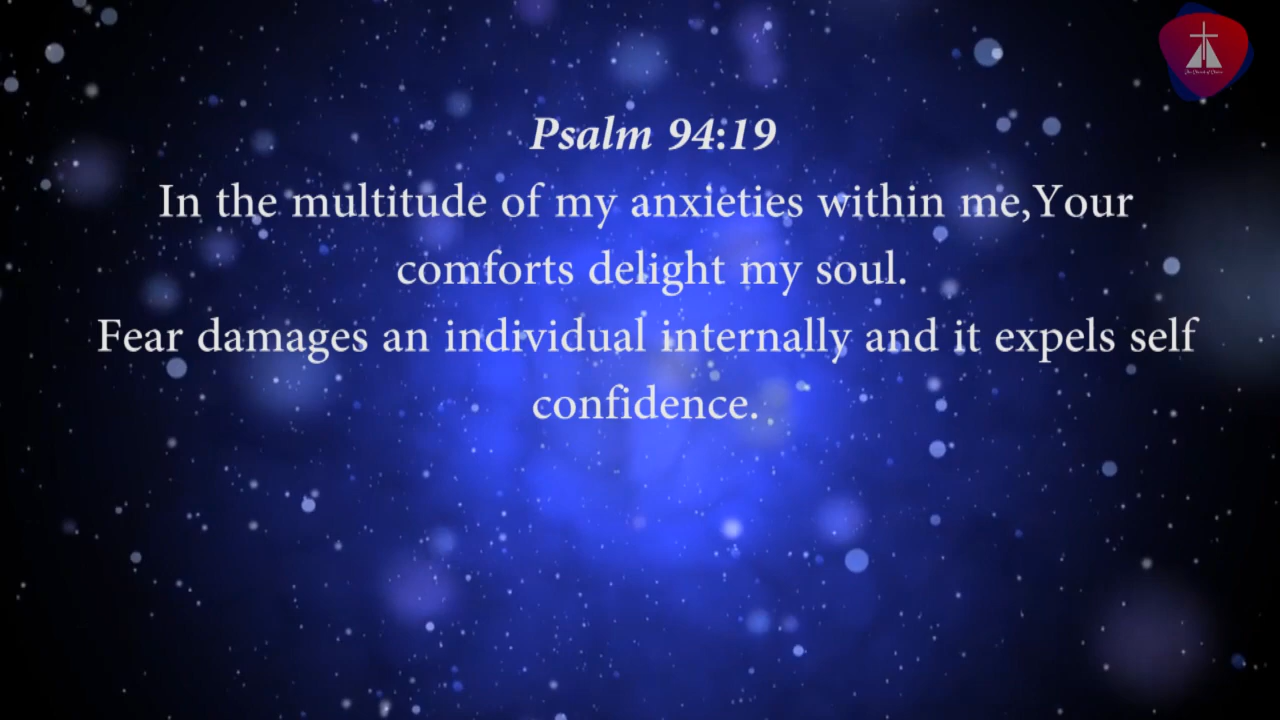 Psalm 94:19
In the multitude of my anxieties within me,Your
comforts delight my soul.
Fear damages an individual internally and it expels self
confidence.